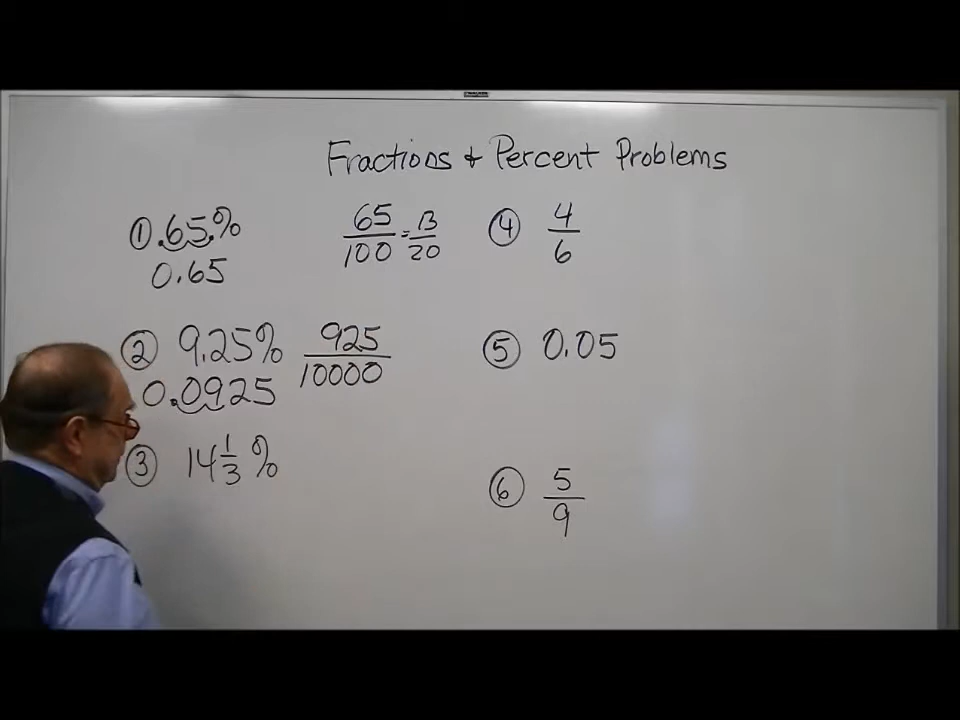 Fractions + Percent Problems
① .65.% 65/100 = 13/20
0.65
② 9.25% 925/10000
0.0925
③ 14 1/3 %
④ 4/6
⑤ 0.05
⑥ 5/9